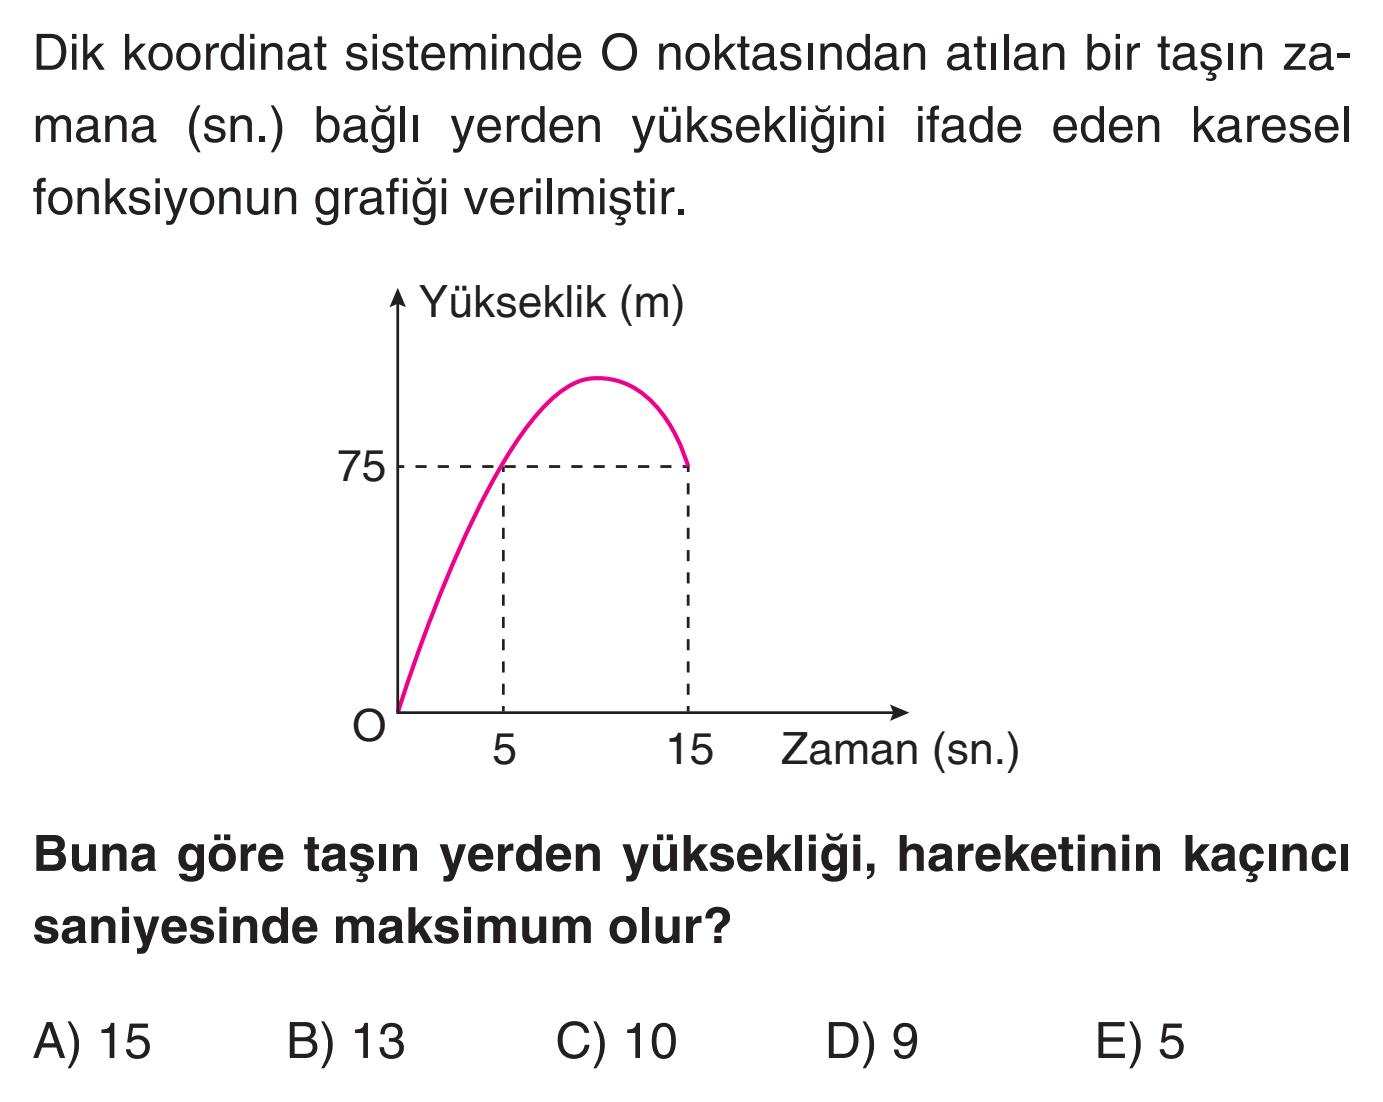 Dik koordinat sisteminde O noktasından atılan bir taşın za-
mana (sn.) bağlı yerden yüksekliğini ifade eden karesel
fonksiyonun grafiği verilmiştir.
Yükseklik (m)
75
O
5
15
Zaman (sn.)
Buna göre taşın yerden yüksekliği, hareketinin kaçıncı
saniyesinde maksimum olur?
A) 15 B) 13 C) 10 D) 9 E) 5